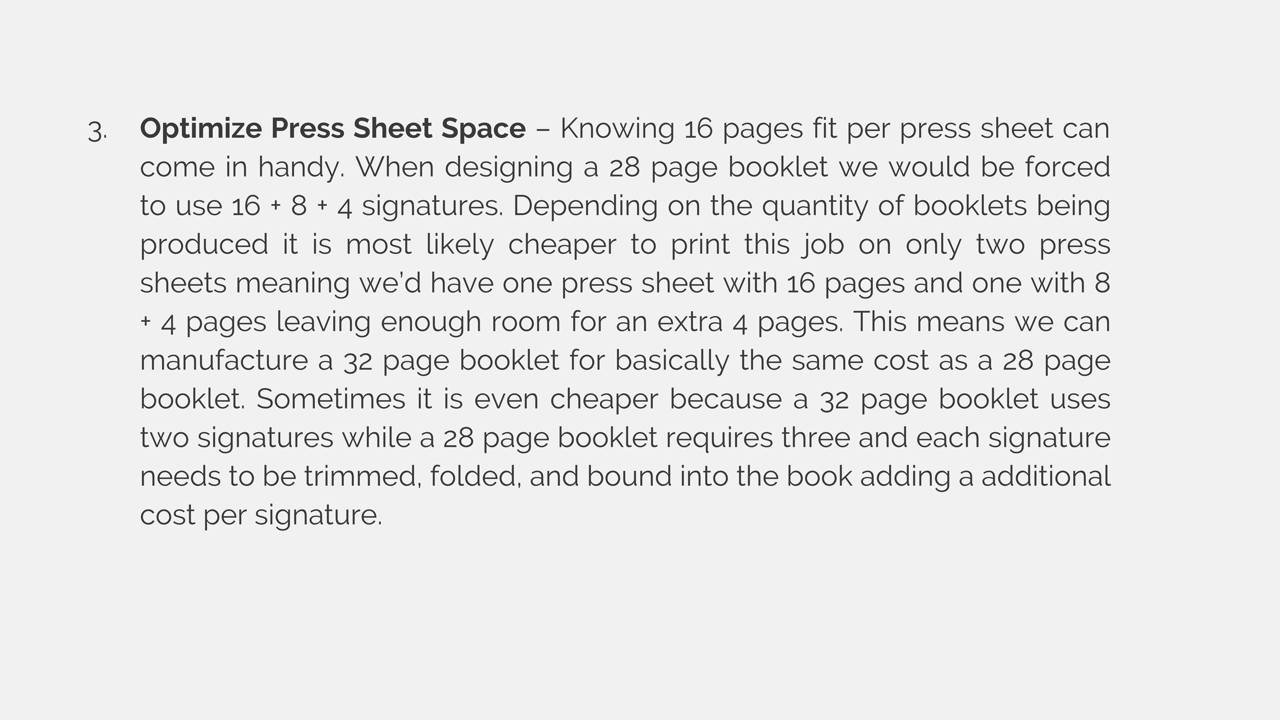 3. Optimize Press Sheet Space – Knowing 16 pages fit per press sheet can
come in handy. When designing a 28 page booklet we would be forced
to use 16 + 8 + 4 signatures. Depending on the quantity of booklets being
produced it is most likely cheaper to print this job on only two press
sheets meaning we’d have one press sheet with 16 pages and one with 8
+ 4 pages leaving enough room for an extra 4 pages. This means we can
manufacture a 32 page booklet for basically the same cost as a 28 page
booklet. Sometimes it is even cheaper because a 32 page booklet uses
two signatures while a 28 page booklet requires three and each signature
needs to be trimmed, folded, and bound into the book adding a additional
cost per signature.